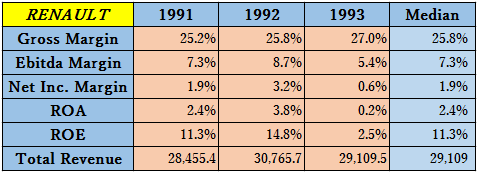 RENAULT 1991 1992 1993 Median
Gross Margin 25.2% 25.8% 27.0% 25.8%
Ebitda Margin 7.3% 8.7% 5.4% 7.3%
Net Inc. Margin 1.9% 3.2% 0.6% 1.9%
ROA 2.4% 3.8% 0.2% 2.4%
ROE 11.3% 14.8% 2.5% 11.3%
Total Revenue 28,455.4 30,765.7 29,109.5 29,109